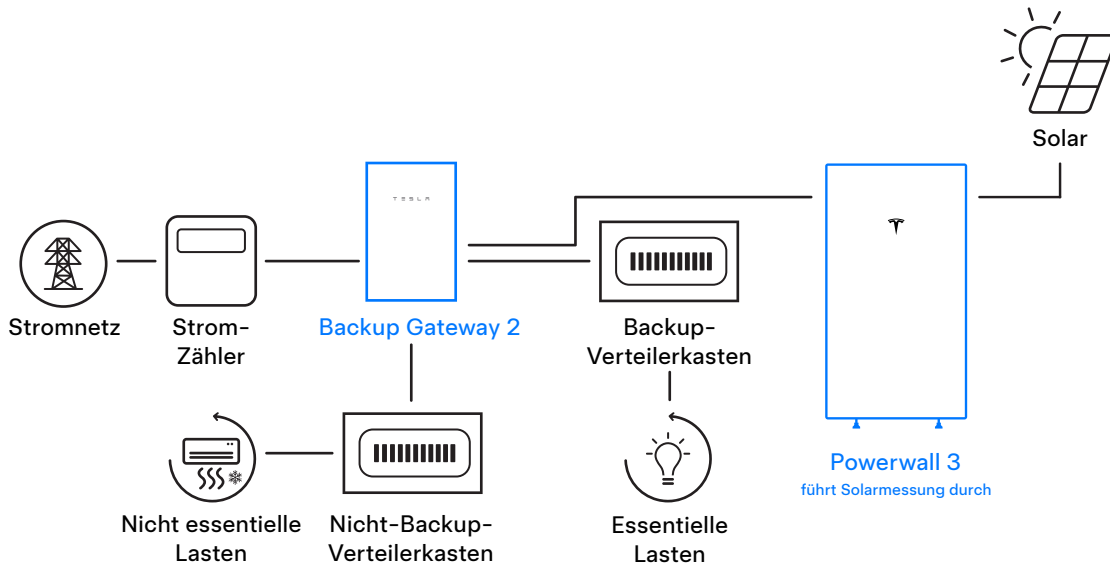 Solar
TESLA
Stromnetz
Strom-
Zähler
Backup Gateway 2
Backup-
Verteilerkasten
Powerwall 3
führt Solarmessung durch
Nicht essentielle
Lasten
Nicht-Backup-
Verteilerkasten
Essentielle
Lasten